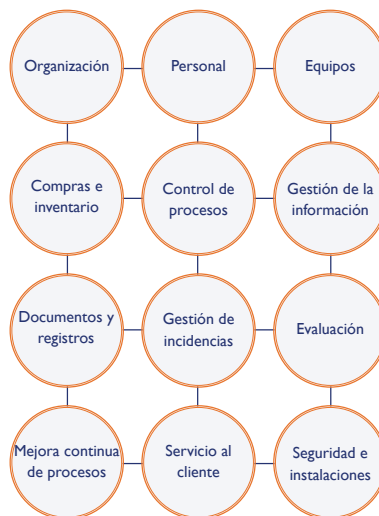 Organización
Personal
Equipos
Compras e
inventario
Control de
procesos
Gestión de la
información
Documentos y
registros
Gestión de
incidencias
Evaluación
Mejora continua
de procesos
Servicio al
cliente
Seguridad e
instalaciones